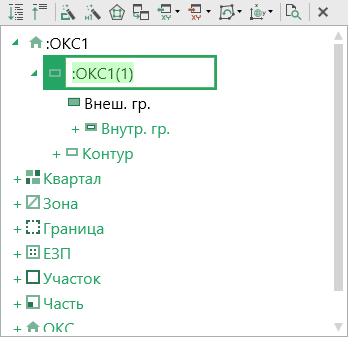 :ОКС1
:ОКС1(1)
Внеш. гр.
+ Внутр. гр.
+ Контур
+ Квартал
+ Зона
+ Граница
+ ЕЗП
+ Участок
+ Часть
+ ОКС